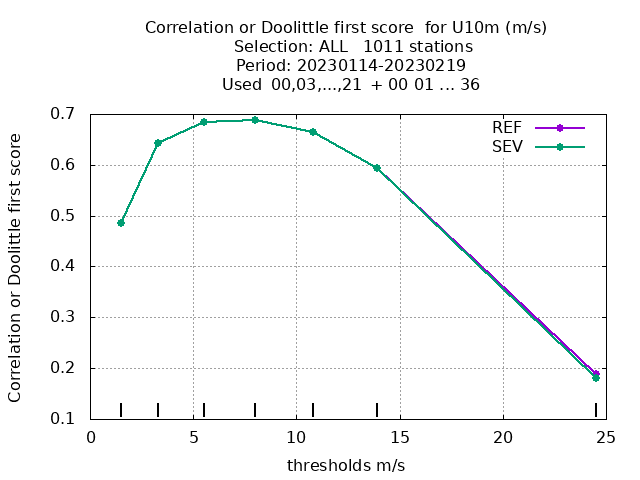 Correlation or Doolittle first score  for U10m (m/s)
Selection: ALL   1011 stations
Period: 20230114-20230219
Used  00,03,...,21  + 00 01 ... 36
REF
SEV
Correlation or Doolittle first score
0.7
0.6
0.5
0.4
0.3
0.2
0.1
0 5 10 15 20 25
thresholds m/s